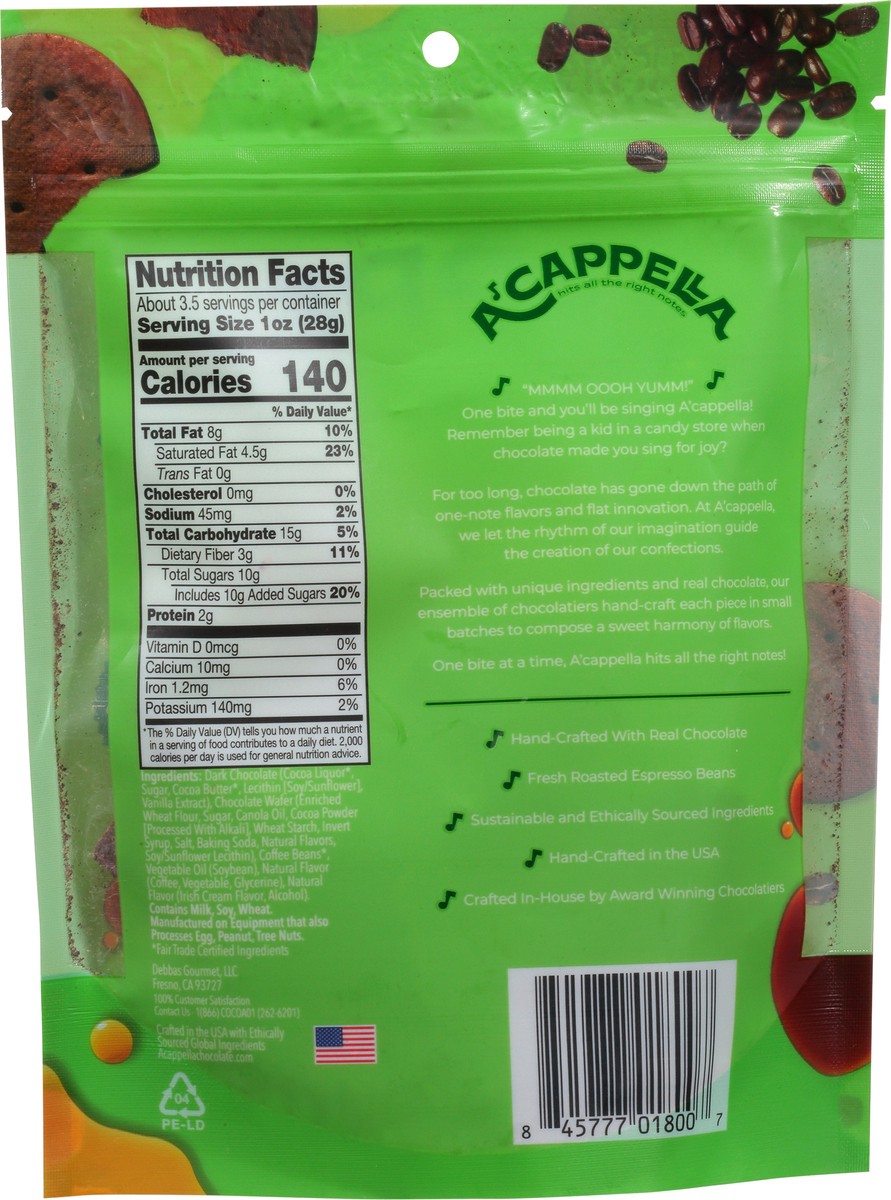 Nutrition Facts
About 3.5 servings per container
Serving Size 1oz (28g)
Amount per serving
Calories 140
% Daily Value*
Total Fat 8g 10%
Saturated Fat 4.5g 23%
Trans Fat 0g
Cholesterol 0mg 0%
Sodium 45mg 2%
Total Carbohydrate 15g 5%
Dietary Fiber 3g 11%
Total Sugars 10g
Includes 10g Added Sugars 20%
Protein 2g
Vitamin D 0mcg 0%
Calcium 10mg 0%
Iron 1.2mg 6%
Potassium 140mg 2%
*The % Daily Value (DV) tells you how much a nutrient
in a serving of food contributes to a daily diet. 2,000
calories per day is used for general nutrition advice.
Ingredients: Dark Chocolate (Cocoa Liquor*,
Sugar, Cocoa Butter*, Lecithin [Soy/Sunflower],
Vanilla Extract), Chocolate Wafer (Enriched
Wheat Flour, Sugar, Canola Oil, Cocoa Powder
[Processed With Alkali], Wheat Starch, Invert
Syrup, Salt, Baking Soda, Natural Flavors,
Soy/Sunflower Lecithin), Coffee Beans*,
Vegetable Oil (Soybean), Natural Flavor
(Coffee, Vegetable, Glycerine), Natural
Flavor (Irish Cream Flavor, Alcohol).
Contains Milk, Soy, Wheat.
Manufactured on Equipment that also
Processes Egg, Peanut, Tree Nuts.
*Fair Trade Certified Ingredients
Debbas Gourmet, LLC
Fresno, CA 93727
100% Customer Satisfaction
Contact Us - 1(866) COCOA01 (262-6201)
Crafted in the USA with Ethically
Sourced Global Ingredients
Acappellachocolate.com
04
PE-LD
A'CAPPELLA
hits all the right notes
"MMMM OOOH YUMM!"
One bite and you'll be singing A'cappella!
Remember being a kid in a candy store when
chocolate made you sing for joy?
For too long, chocolate has gone down the path of
one-note flavors and flat innovation. At A'cappella,
we let the rhythm of our imagination guide
the creation of our confections.
Packed with unique ingredients and real chocolate, our
ensemble of chocolatiers hand-craft each piece in small
batches to compose a sweet harmony of flavors.
One bite at a time, A'cappella hits all the right notes!
Hand-Crafted With Real Chocolate
Fresh Roasted Espresso Beans
Sustainable and Ethically Sourced Ingredients
Hand-Crafted in the USA
Crafted In-House by Award Winning Chocolatiers
8 45777 01800 7